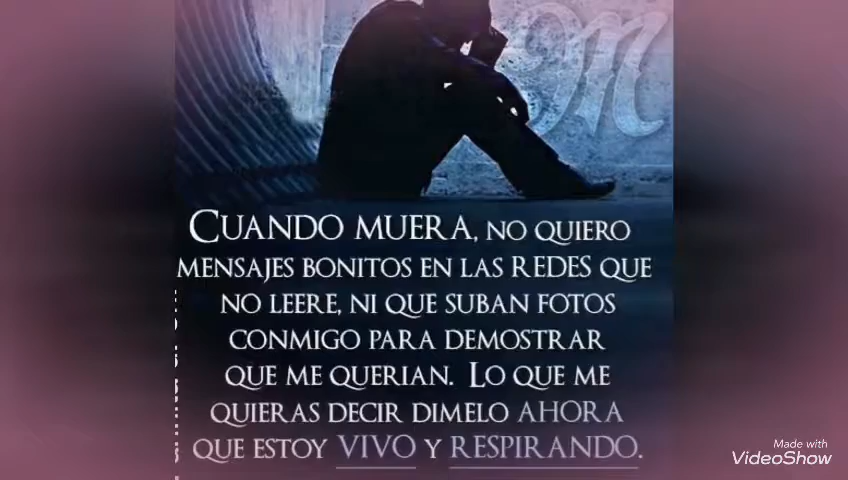 M
CUANDO MUERA, NO QUIERO
MENSAJES BONITOS EN LAS REDES QUE
NO LEERE, NI QUE SUBAN FOTOS
CONMIGO PARA DEMOSTRAR
QUE ME QUERIAN. LO QUE ME
QUIERAS DECIR DIMELO AHORA
QUE ESTOY VIVO Y RESPIRANDO.
Made with
VideoShow